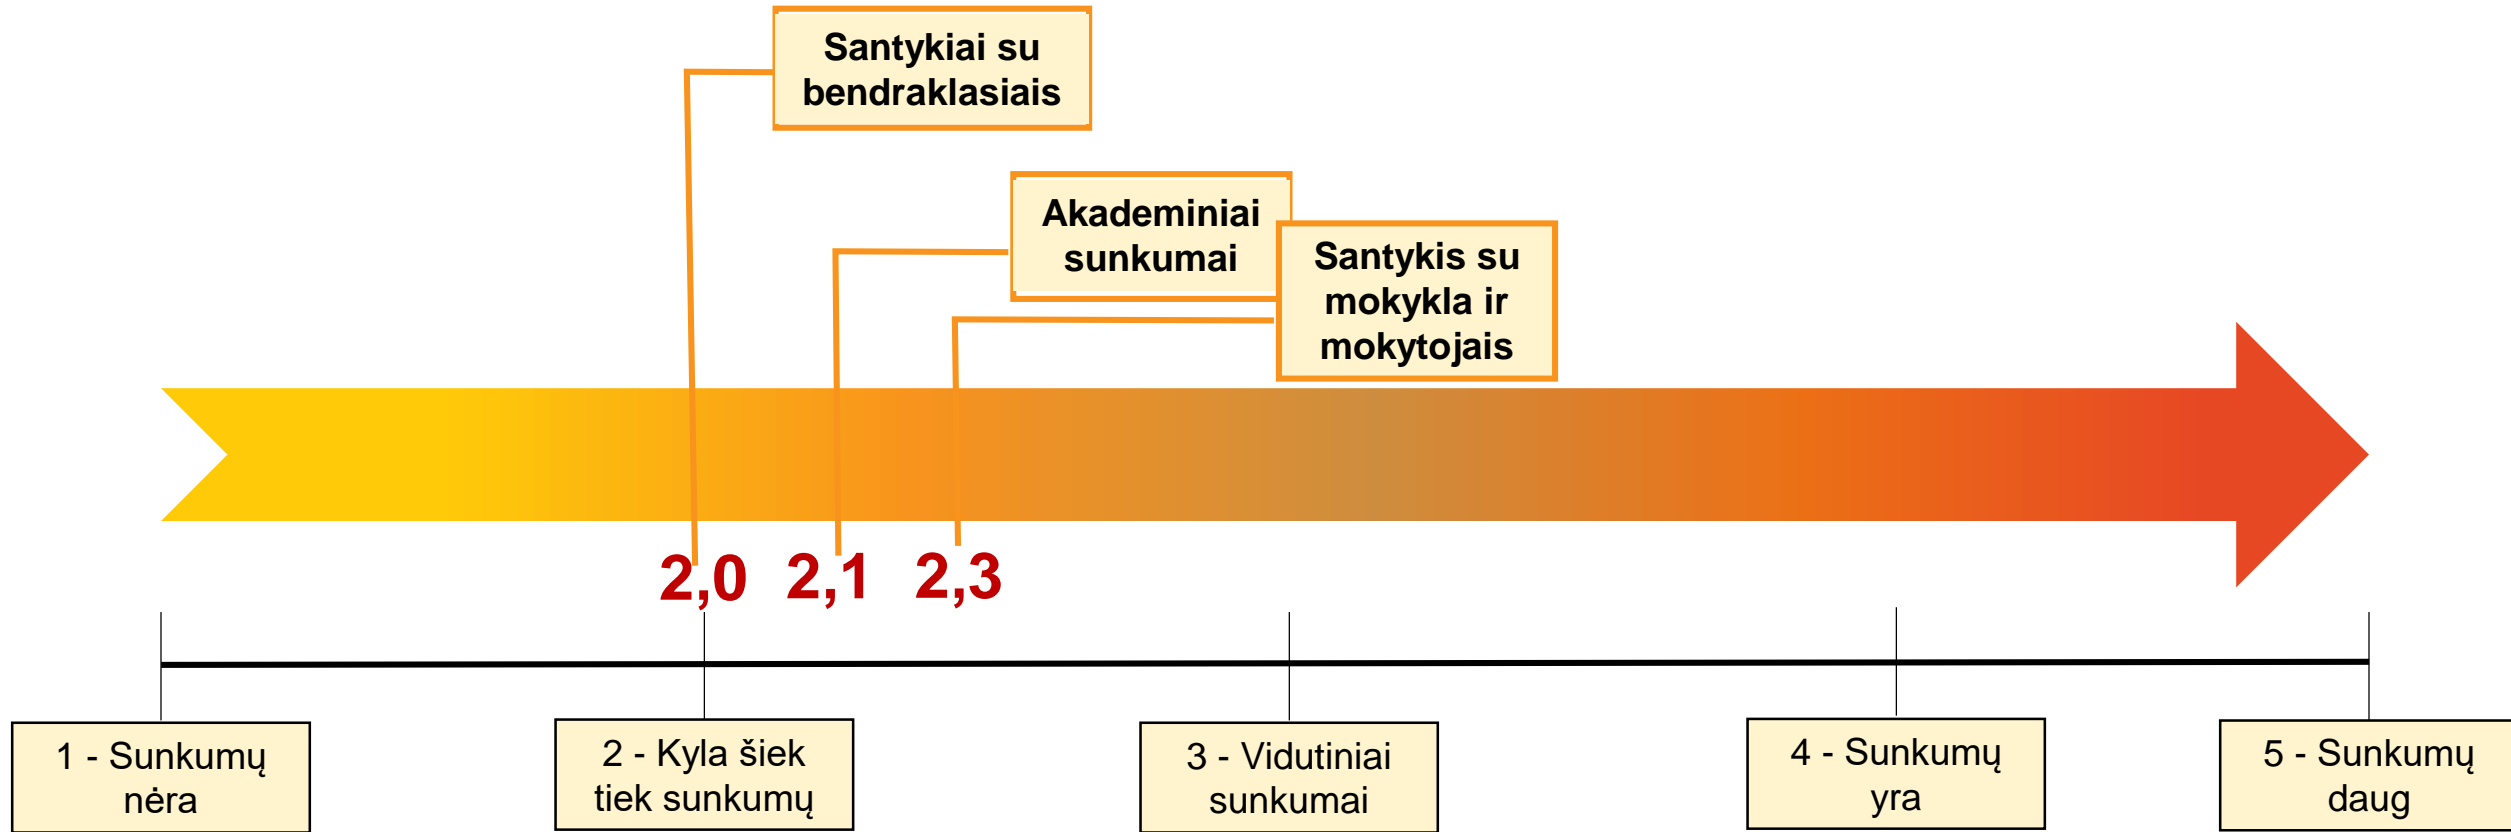 Santykiai su
bendraklasiais
Akademiniai
sunkumai
Santykis su
mokykla ir
mokytojais
2,0
2,1
2,3
1 - Sunkumų
nėra
2 - Kyla šiek
tiek sunkumų
3 - Vidutiniai
sunkumai
4 - Sunkumų
yra
5 - Sunkumų
daug